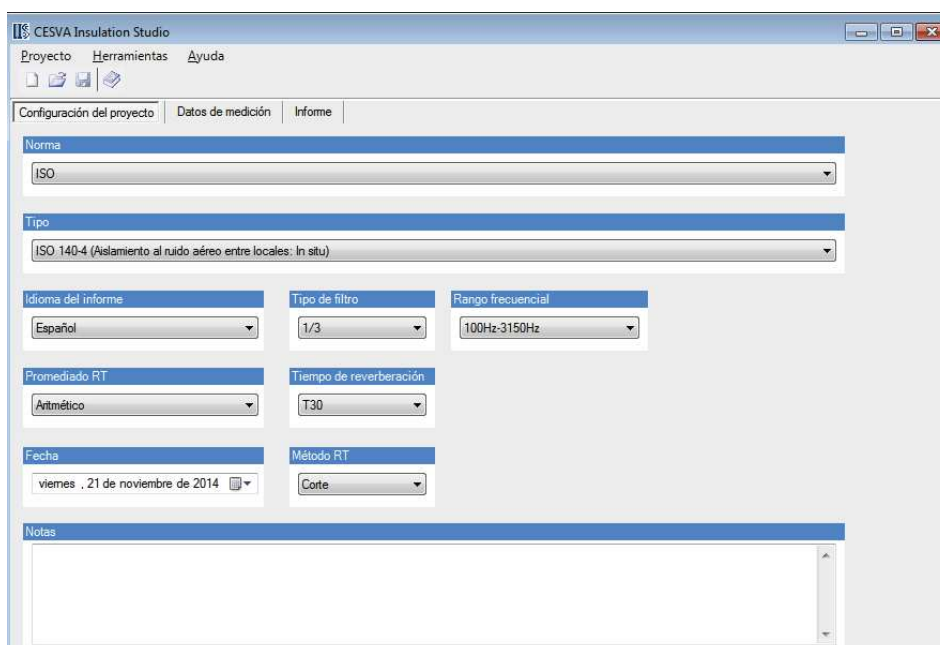 CESVA Insulation Studio
Proyecto Herramientas Ayuda
Configuración del proyecto Datos de medición Informe
Norma
ISO
Tipo
ISO 140-4 (Aislamiento al ruido aéreo entre locales: In situ)
Idioma del informe Tipo de filtro Rango frecuencial
Español 1/3 100Hz-3150Hz
Promediado RT Tiempo de reverberación
Aritmético T30
Fecha Método RT
viernes , 21 de noviembre de 2014 Corte
Notas